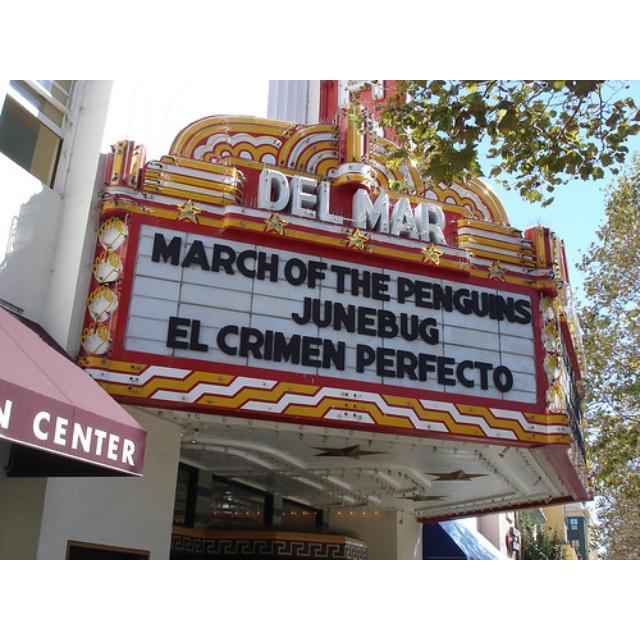 DEL MAR
MARCH OF THE PENGUINS
JUNEBUG
EL CRIMEN PERFECTO
N CENTER